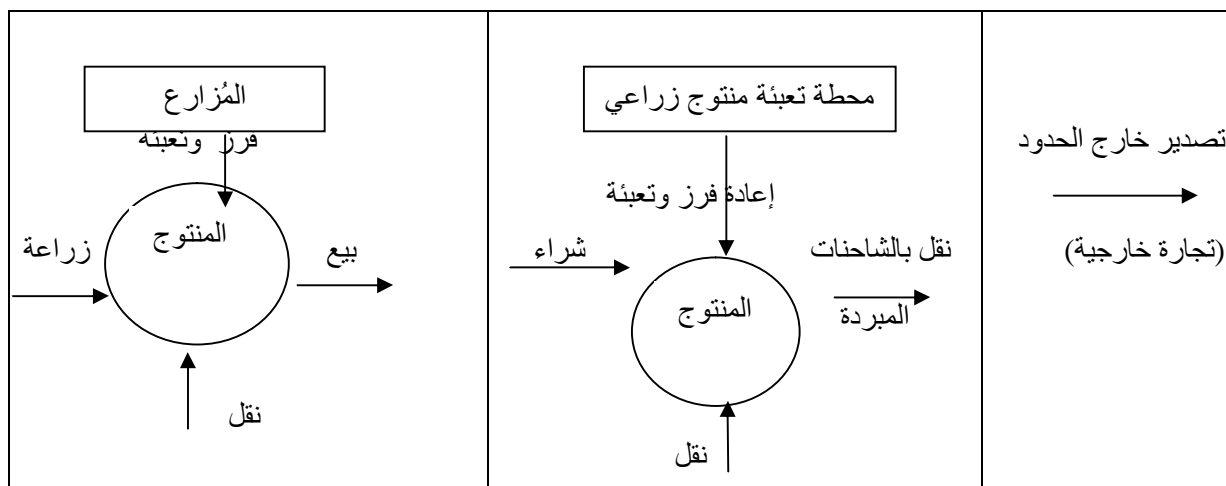 المُزارع
فرز وتعبئة
المنتوج
زراعة
بيع
نقل
محطة تعبئة منتوج زراعي
إعادة فرز وتعبئة
شراء
المنتوج
نقل بالشاحنات
المبردة
نقل
تصدير خارج الحدود
(تجارة خارجية)